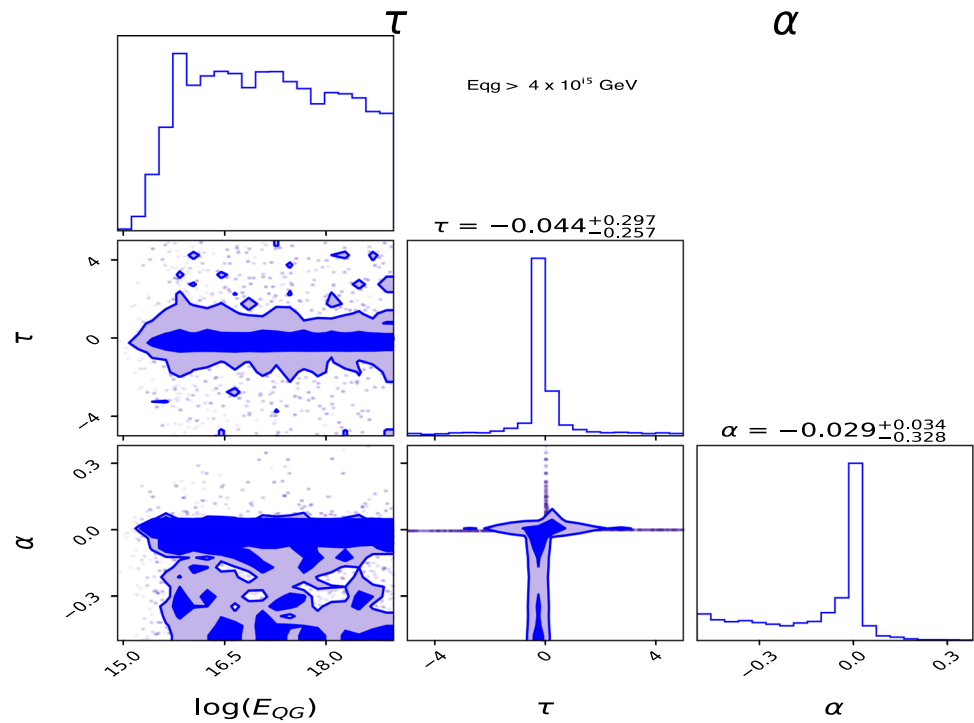 τ α
Eqg > 4 x 10¹⁵ GeV
τ = −0.044+0.297−0.257
4
0
−4
τ
α = −0.029+0.034−0.328
0.3
0.0
−0.3
α
15.0 16.5 18.0 −4 0 4 −0.3 0.0 0.3
log(E_QG) τ α